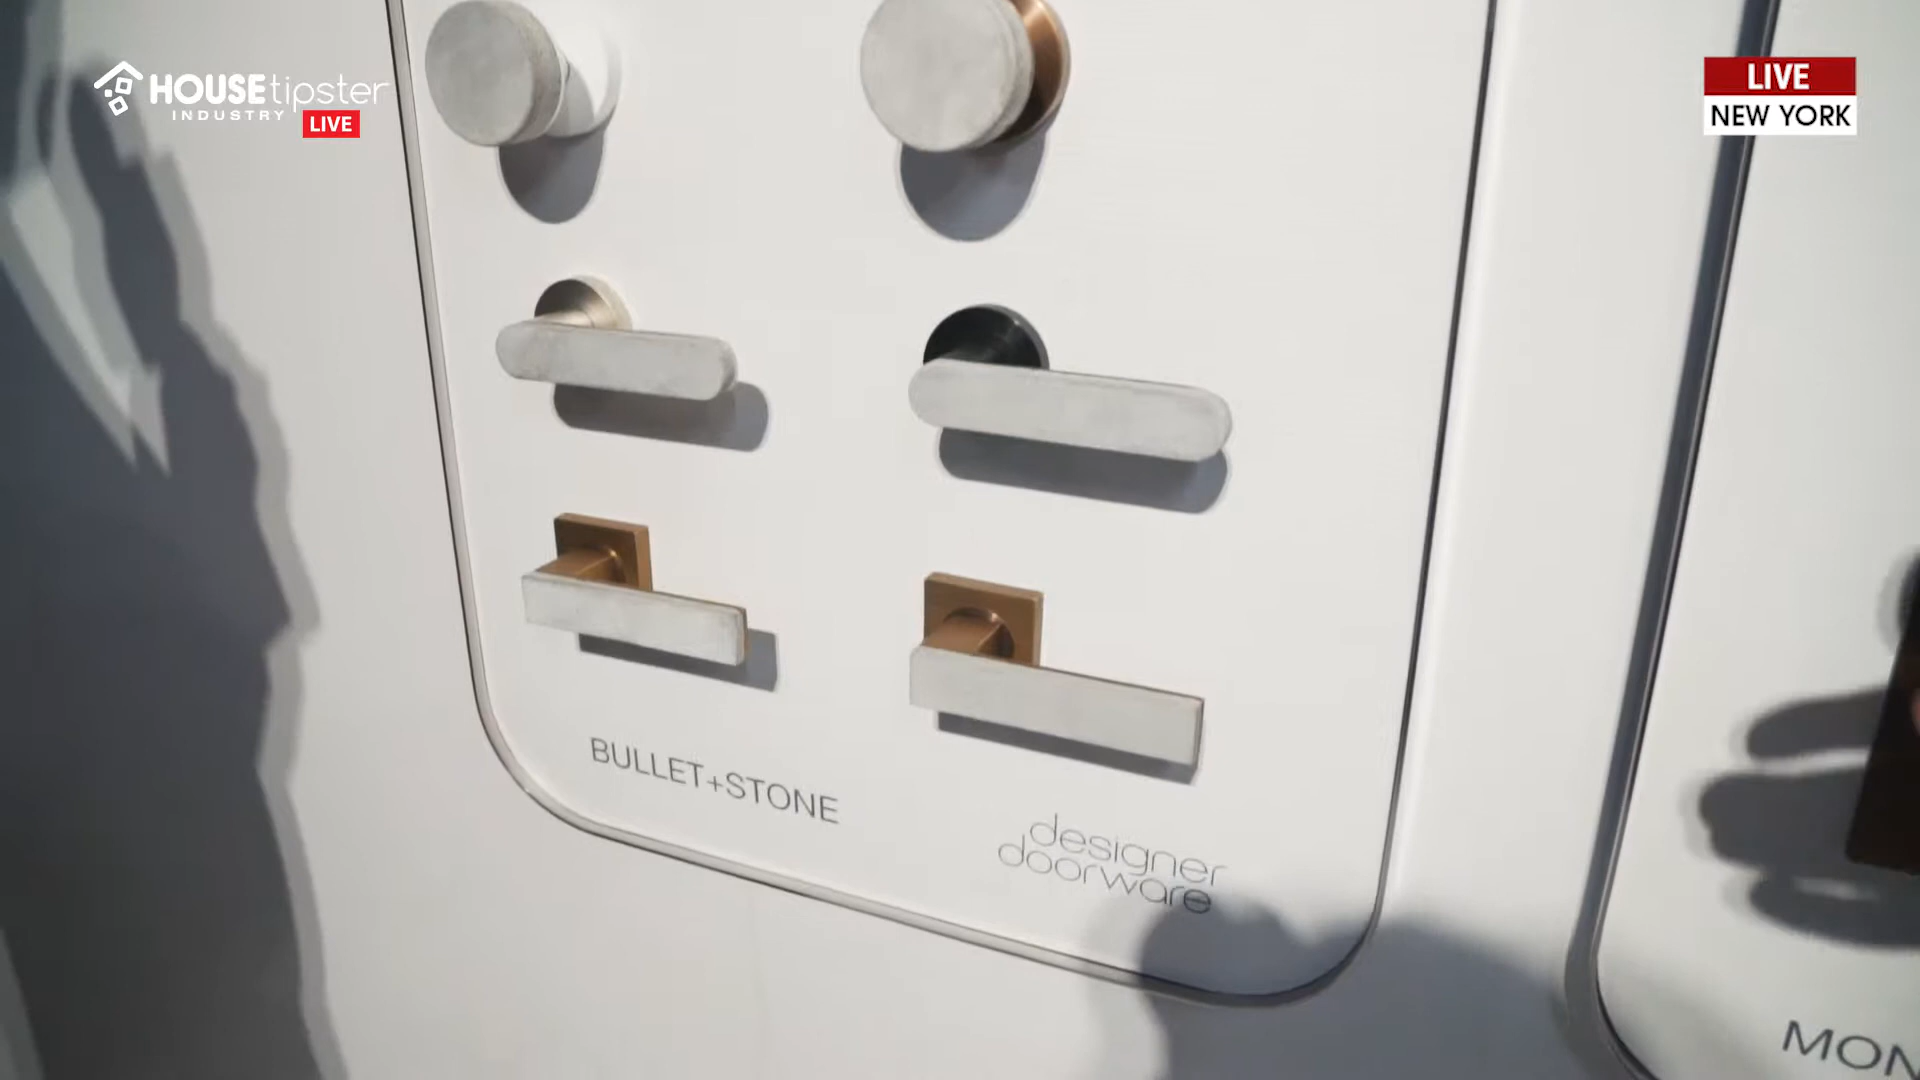 HOUSEtipster
INDUSTRY
LIVE
LIVE
NEW YORK
BULLET+STONE
designer
doorware
MON